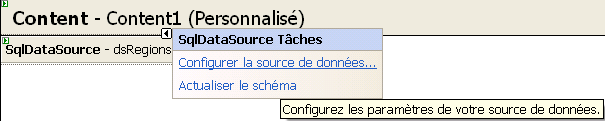 Content - Content1 (Personnalisé)
SqlDataSource - dsRegions
SqlDataSource Tâches
Configurer la source de données...
Actualiser le schéma
Configurez les paramètres de votre source de données.